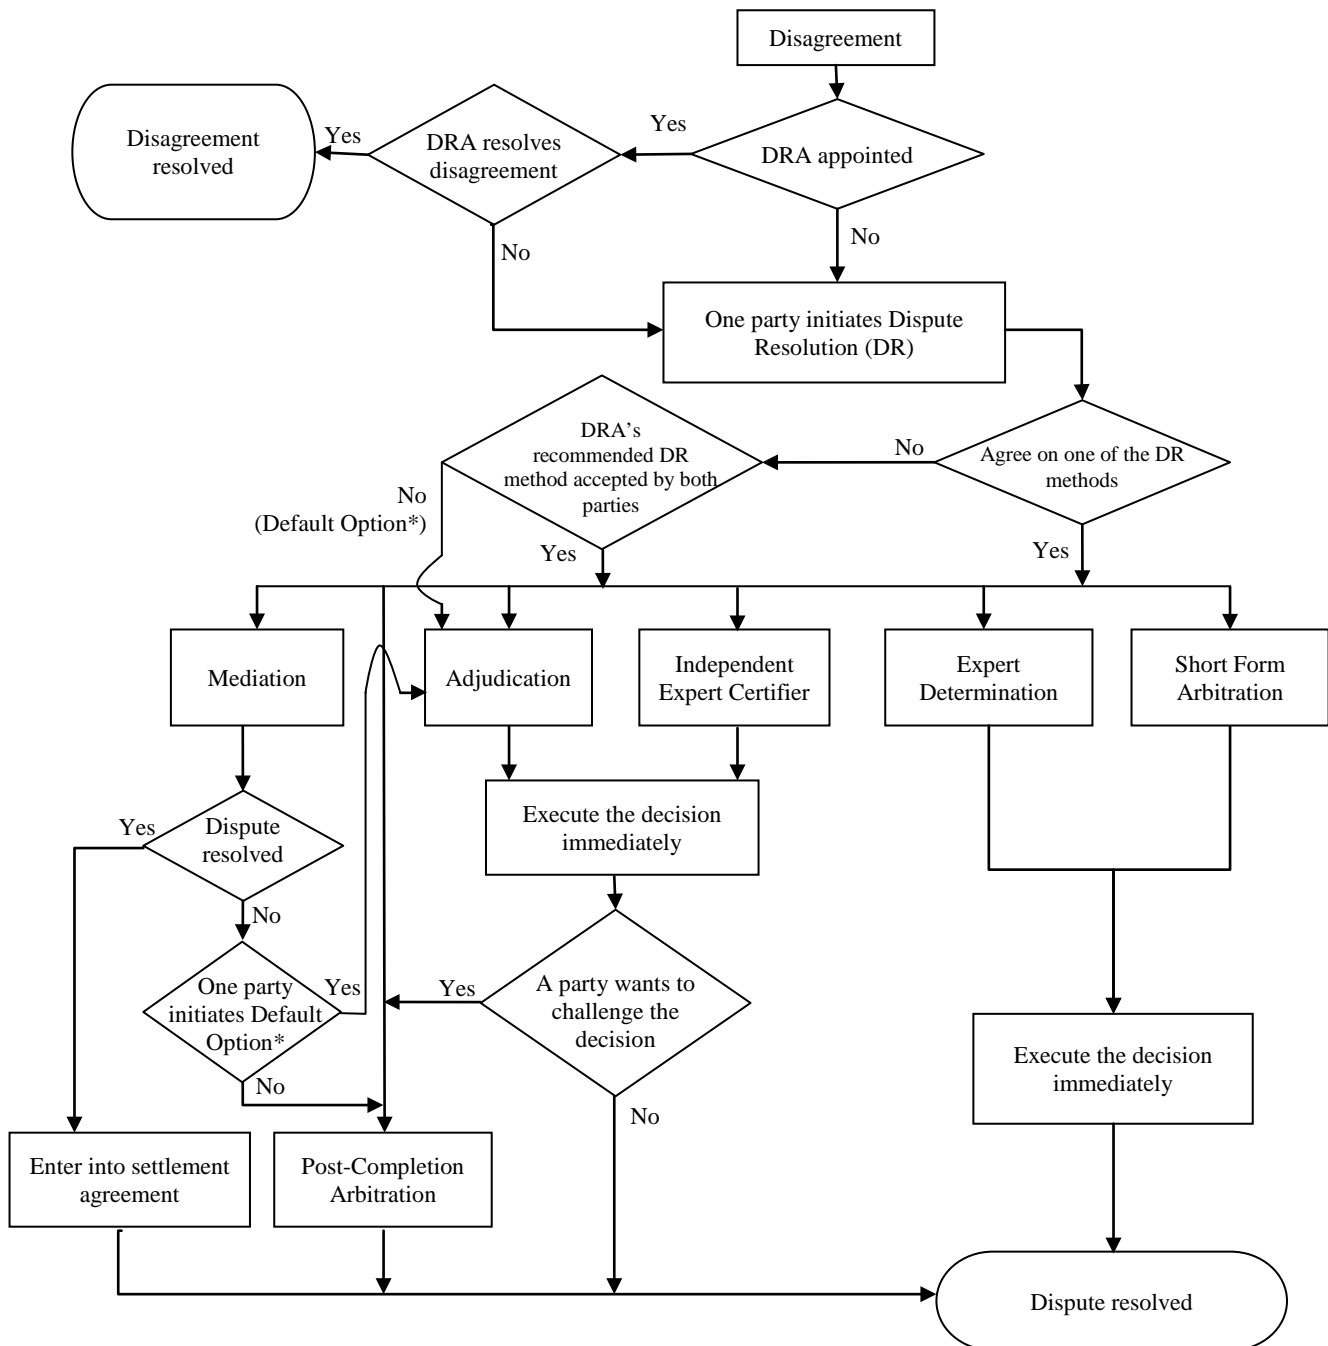 Disagreement
Yes
DRA appointed
Yes
DRA resolves
disagreement
Disagreement
resolved
No
No
One party initiates Dispute
Resolution (DR)
Agree on one of the DR
methods
No
DRA's
recommended DR
method accepted by both
parties
No
(Default Option*)
Yes
Yes
Mediation
Adjudication
Independent
Expert Certifier
Expert
Determination
Short Form
Arbitration
Yes
Dispute
resolved
Execute the decision
immediately
No
One party
initiates Default
Option*
Yes
Yes
A party wants to
challenge the
decision
Execute the decision
immediately
No
No
Enter into settlement
agreement
Post-Completion
Arbitration
Dispute resolved